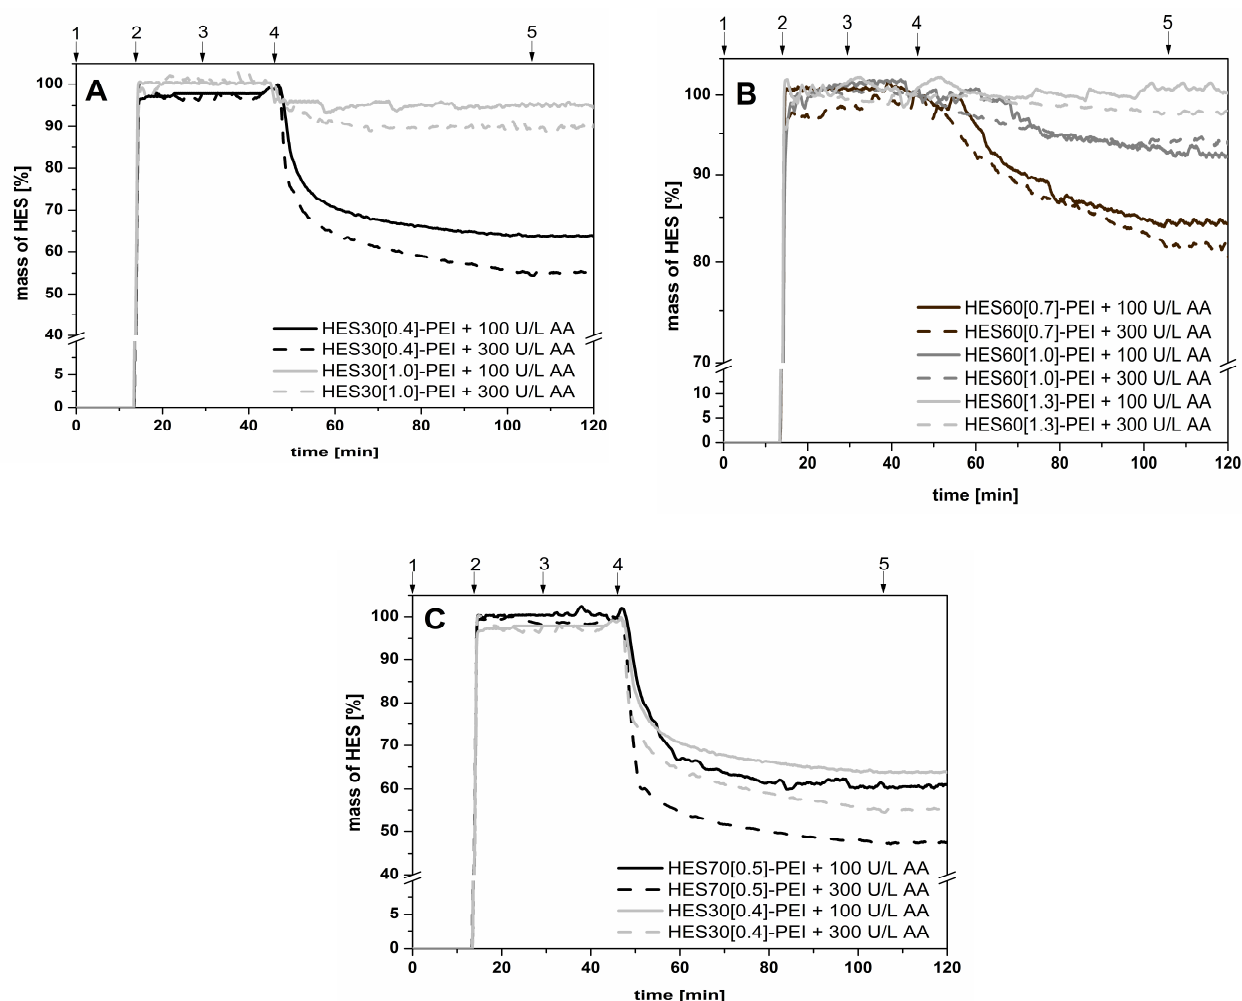 1 2 3 4 5
A
100
90
80
70
60
50
40
5
0
mass of HES [%]
HES30[0.4]-PEI + 100 U/L AA
HES30[0.4]-PEI + 300 U/L AA
HES30[1.0]-PEI + 100 U/L AA
HES30[1.0]-PEI + 300 U/L AA
0 20 40 60 80 100 120
time [min]
1 2 3 4 5
B
100
90
80
70
10
5
0
mass of HES [%]
HES60[0.7]-PEI + 100 U/L AA
HES60[0.7]-PEI + 300 U/L AA
HES60[1.0]-PEI + 100 U/L AA
HES60[1.0]-PEI + 300 U/L AA
HES60[1.3]-PEI + 100 U/L AA
HES60[1.3]-PEI + 300 U/L AA
0 20 40 60 80 100 120
time [min]
1 2 3 4 5
C
100
90
80
70
60
50
40
5
0
mass of HES [%]
HES70[0.5]-PEI + 100 U/L AA
HES70[0.5]-PEI + 300 U/L AA
HES30[0.4]-PEI + 100 U/L AA
HES30[0.4]-PEI + 300 U/L AA
0 20 40 60 80 100 120
time [min]